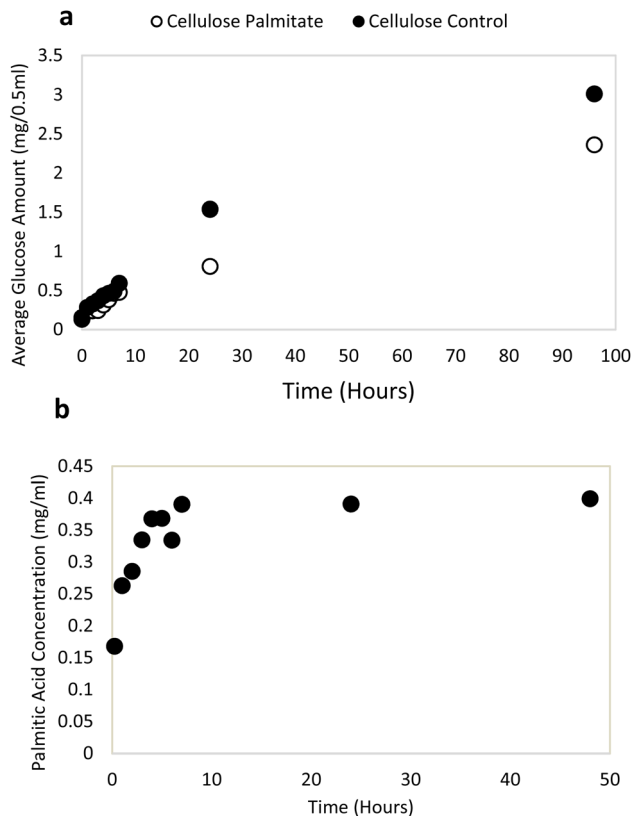 a
Cellulose Palmitate Cellulose Control
Average Glucose Amount (mg/0.5ml)
3.5
3
2.5
2
1.5
1
0.5
0
0 10 20 30 40 50 60 70 80 90 100
Time (Hours)
b
Palmitic Acid Concentration (mg/ml)
0.45
0.4
0.35
0.3
0.25
0.2
0.15
0.1
0.05
0
0 10 20 30 40 50
Time (Hours)